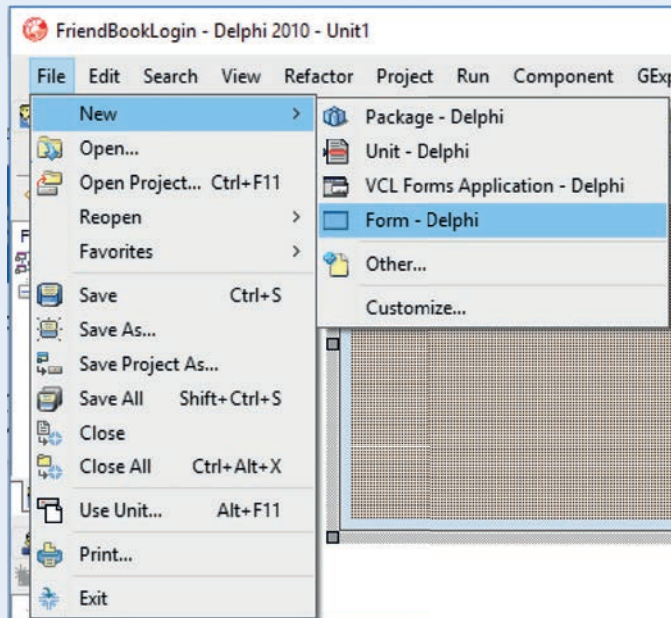 FriendBookLogin - Delphi 2010 - Unit1
File Edit Search View Refactor Project Run Component GExp
New
Open...
Open Project... Ctrl+F11
Reopen
Favorites
Save Ctrl+S
Save As...
Save Project As...
Save All Shift+Ctrl+S
Close
Close All Ctrl+Alt+X
Use Unit... Alt+F11
Print...
Exit
Package - Delphi
Unit - Delphi
VCL Forms Application - Delphi
Form - Delphi
Other...
Customize...